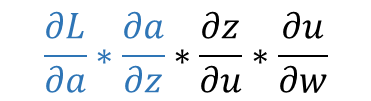 ∂L/∂a * ∂a/∂z * ∂z/∂u * ∂u/∂w